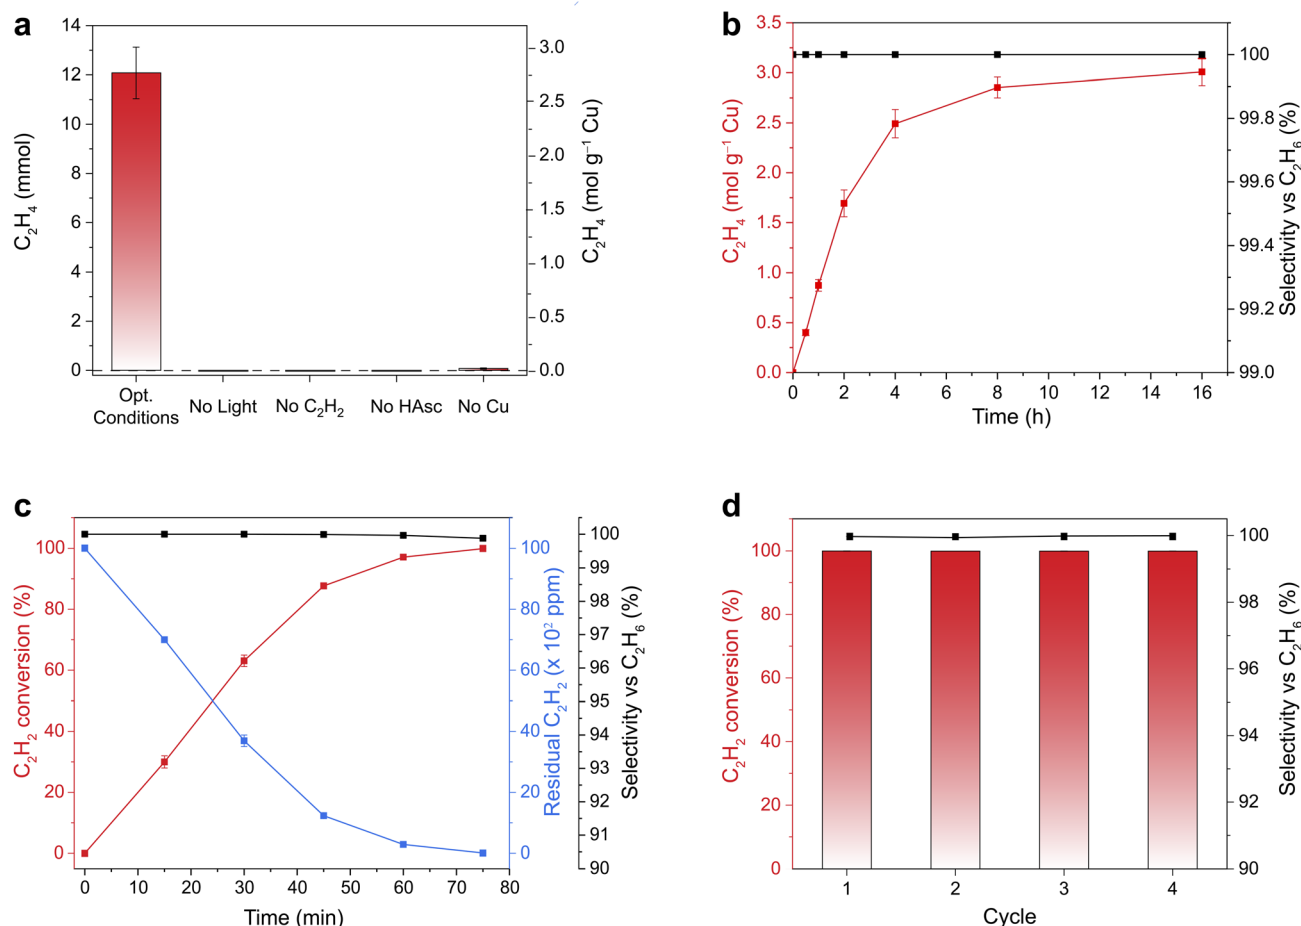 a
C₂H₄ (mmol)
14
12
10
8
6
4
2
0
3.0
2.5
2.0
1.5
1.0
0.5
0.0
C₂H₄ (mol g⁻¹ Cu)
Opt.
Conditions
No Light
No C₂H₂
No HAsc
No Cu
b
C₂H₄ (mol g⁻¹ Cu)
3.5
3.0
2.5
2.0
1.5
1.0
0.5
0.0
100
99.8
99.6
99.4
99.2
99.0
Selectivity vs C₂H₆ (%)
0 2 4 6 8 10 12 14 16
Time (h)
c
C₂H₂ conversion (%)
100
80
60
40
20
0
100
80
60
40
20
0
Residual C₂H₂ (x 10² ppm)
100
99
98
97
96
95
94
93
92
91
90
Selectivity vs C₂H₆ (%)
0 10 20 30 40 50 60 70 80
Time (min)
d
C₂H₂ conversion (%)
100
80
60
40
20
0
100
98
96
94
92
90
Selectivity vs C₂H₆ (%)
1 2 3 4
Cycle